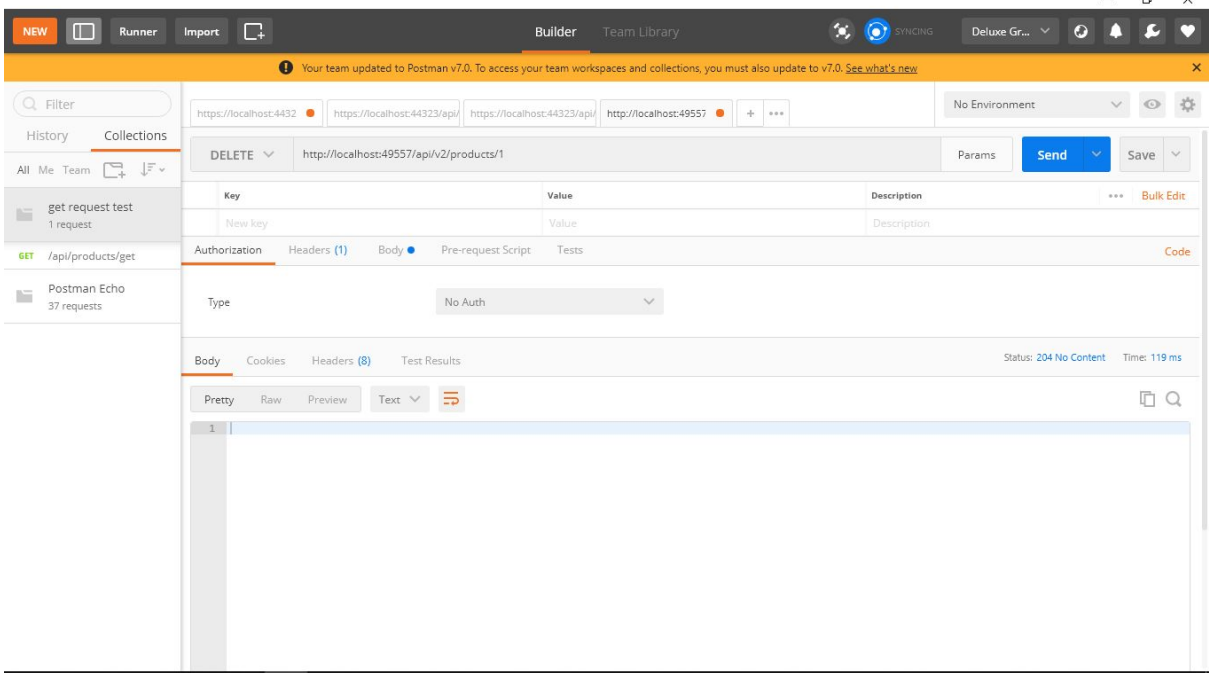 NEW Runner Import Builder Team Library SYNCING Deluxe Gr...
Your team updated to Postman v7.0. To access your team workspaces and collections, you must also update to v7.0. See what's new
Filter
History Collections
All Me Team
get request test
1 request
GET /api/products/get
Postman Echo
37 requests
https://localhost:4432 https://localhost:44323/api/ https://localhost:44323/api/ http://localhost:49557 + ••• No Environment
DELETE http://localhost:49557/api/v2/products/1 Params Send Save
Key Value Description ••• Bulk Edit
New key Value Description
Authorization Headers (1) Body Pre-request Script Tests Code
Type No Auth
Body Cookies Headers (8) Test Results Status: 204 No Content Time: 119 ms
Pretty Raw Preview Text
1